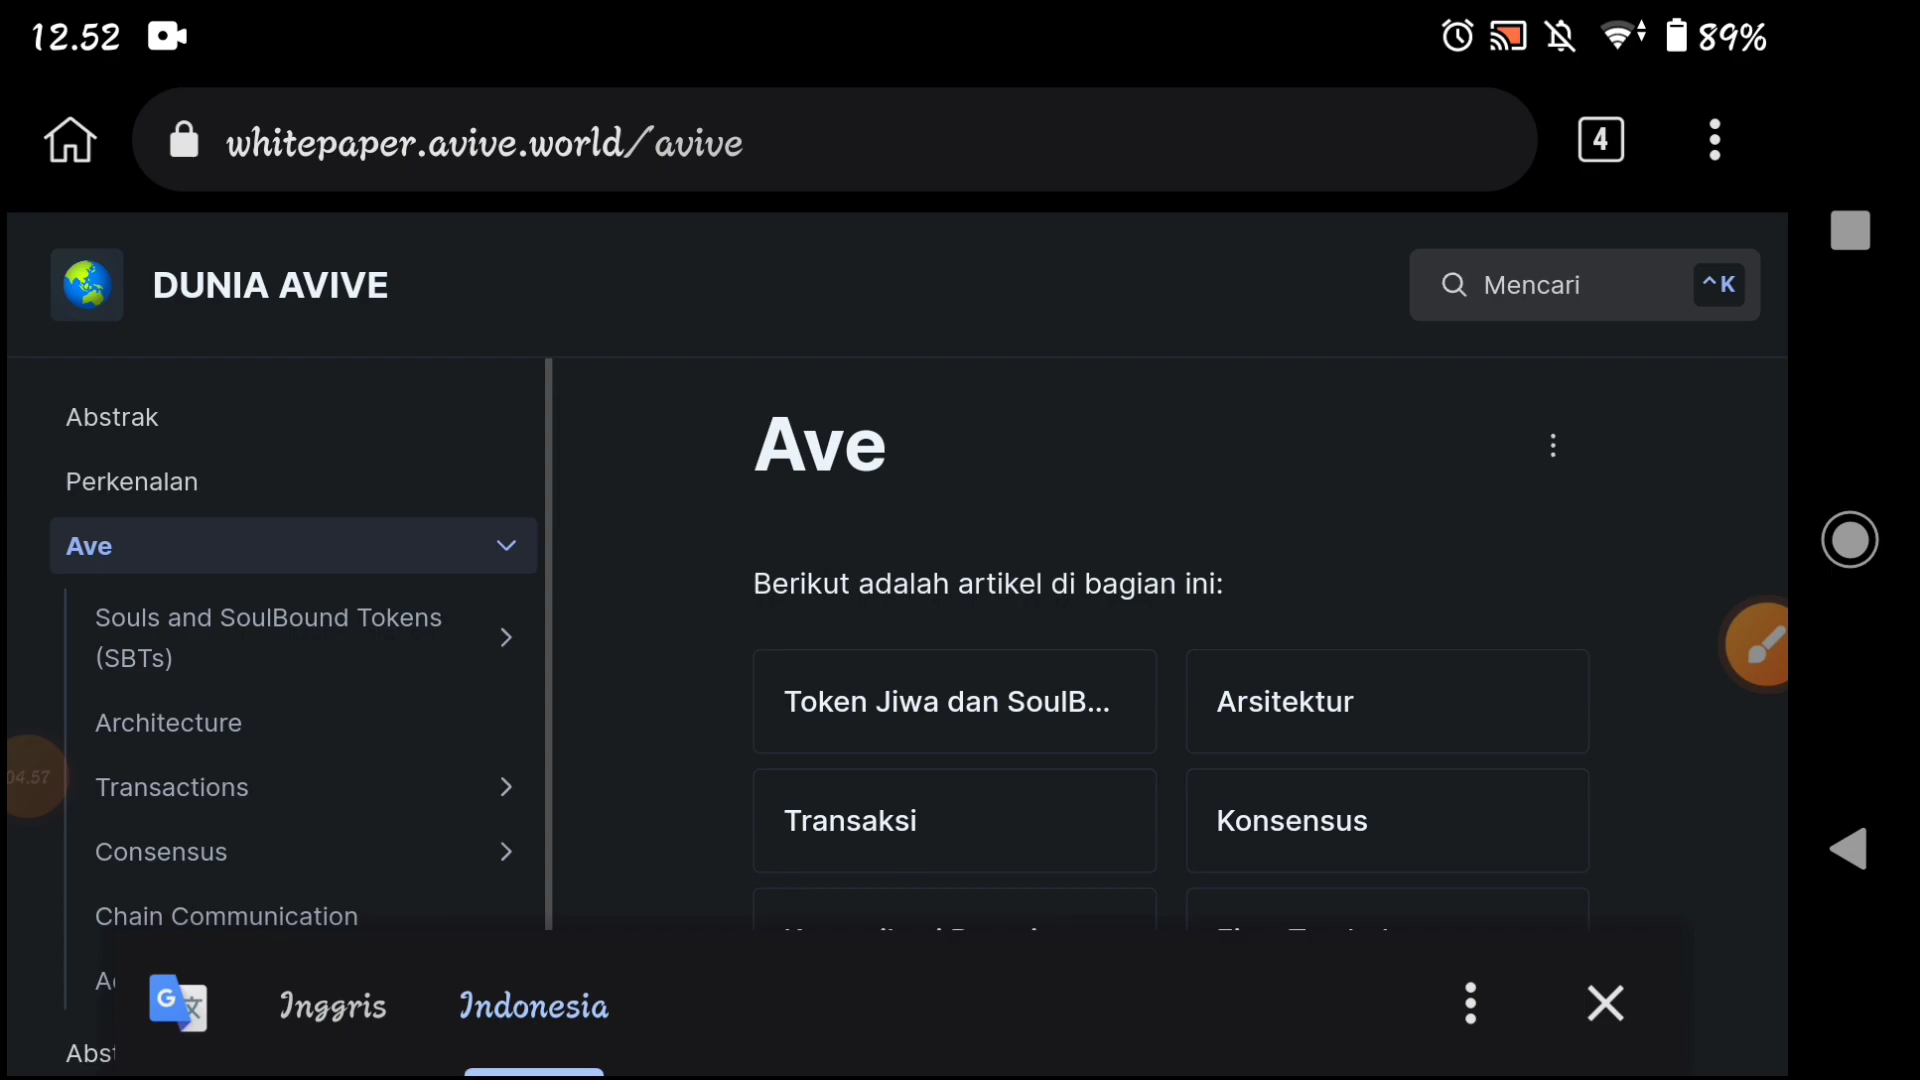 12.52
89%
whitepaper.avive.world/avive
4
DUNIA AVIVE
Mencari
^K
Abstrak
Perkenalan
Ave
Souls and SoulBound Tokens
(SBTs)
Architecture
Transactions
Consensus
Chain Communication
Ave
Berikut adalah artikel di bagian ini:
Token Jiwa dan SoulB...
Arsitektur
Transaksi
Konsensus
04.57
Inggris
Indonesia